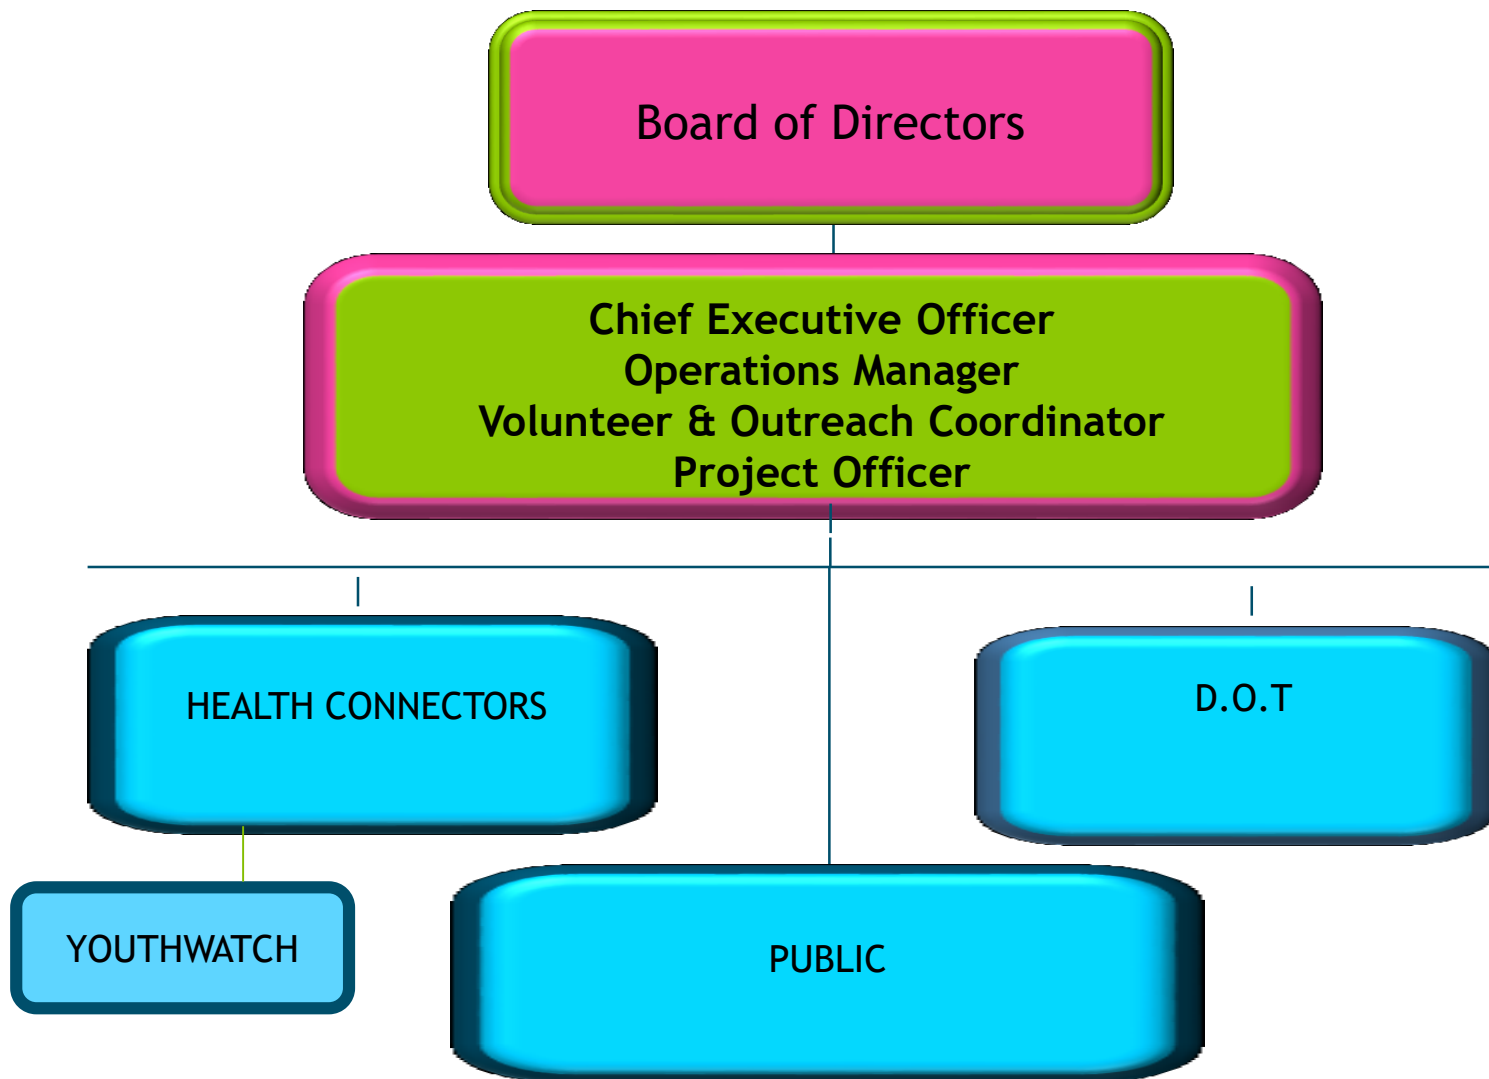 Board of Directors
Chief Executive Officer
Operations Manager
Volunteer & Outreach Coordinator
Project Officer
HEALTH CONNECTORS
D.O.T
YOUTHWATCH
PUBLIC